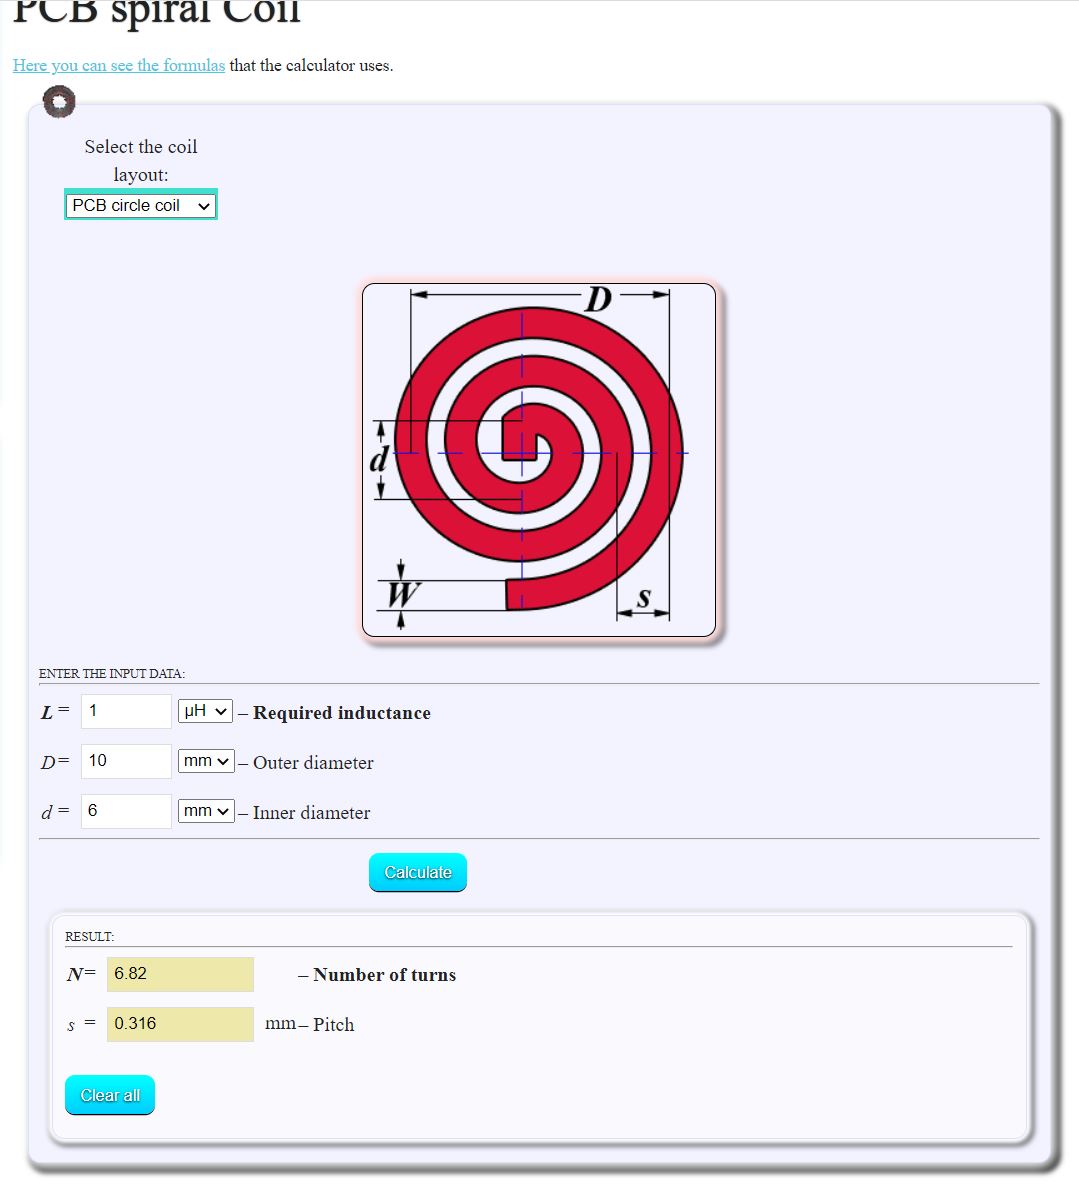 PCB spiral Coil
Here you can see the formulas that the calculator uses.
Select the coil
layout:
PCB circle coil
D
d
W
s
ENTER THE INPUT DATA:
L = 1 µH – Required inductance
D= 10 mm – Outer diameter
d = 6 mm – Inner diameter
Calculate
RESULT:
N= 6.82 – Number of turns
s = 0.316 mm – Pitch
Clear all